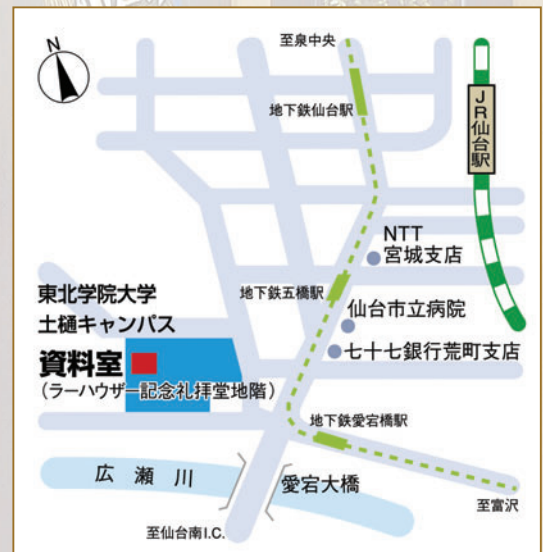 N
至泉中央
地下鉄仙台駅
JR仙台駅
NTT
宮城支店
地下鉄五橋駅
仙台市立病院
七十七銀行荒町支店
東北学院大学
土樋キャンパス
資料室
(ラーハウザー記念礼拝堂地階)
地下鉄愛宕橋駅
広瀬川
愛宕大橋
至富沢
至仙台南I.C.